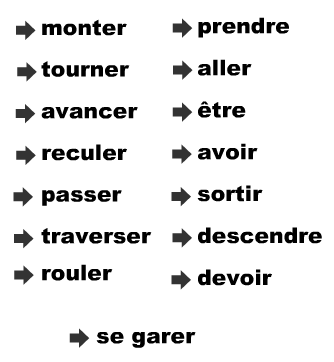 monter
tourner
avancer
reculer
passer
traverser
rouler
prendre
aller
être
avoir
sortir
descendre
devoir
se garer